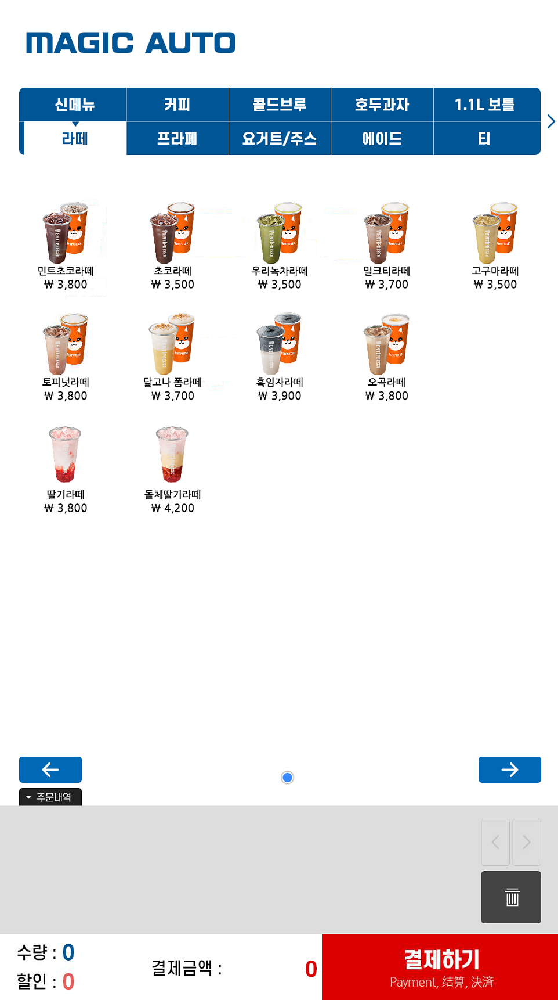 MAGIC AUTO
신메뉴 커피 콜드브루 호두과자 1.1L 보틀
라떼 프라페 요거트/주스 에이드 티
민트초코라떼 초코라떼 우리녹차라떼 밀크티라떼 고구마라떼
₩ 3,800 ₩ 3,500 ₩ 3,500 ₩ 3,700 ₩ 3,500
토피넛라떼 달고나 폼라떼 흑임자라떼 오곡라떼
₩ 3,800 ₩ 3,700 ₩ 3,900 ₩ 3,800
딸기라떼 돌체딸기라떼
₩ 3,800 ₩ 4,200
주문내역
수량 : 0
할인 : 0
결제금액 : 0
결제하기
Payment, 结算, 決済